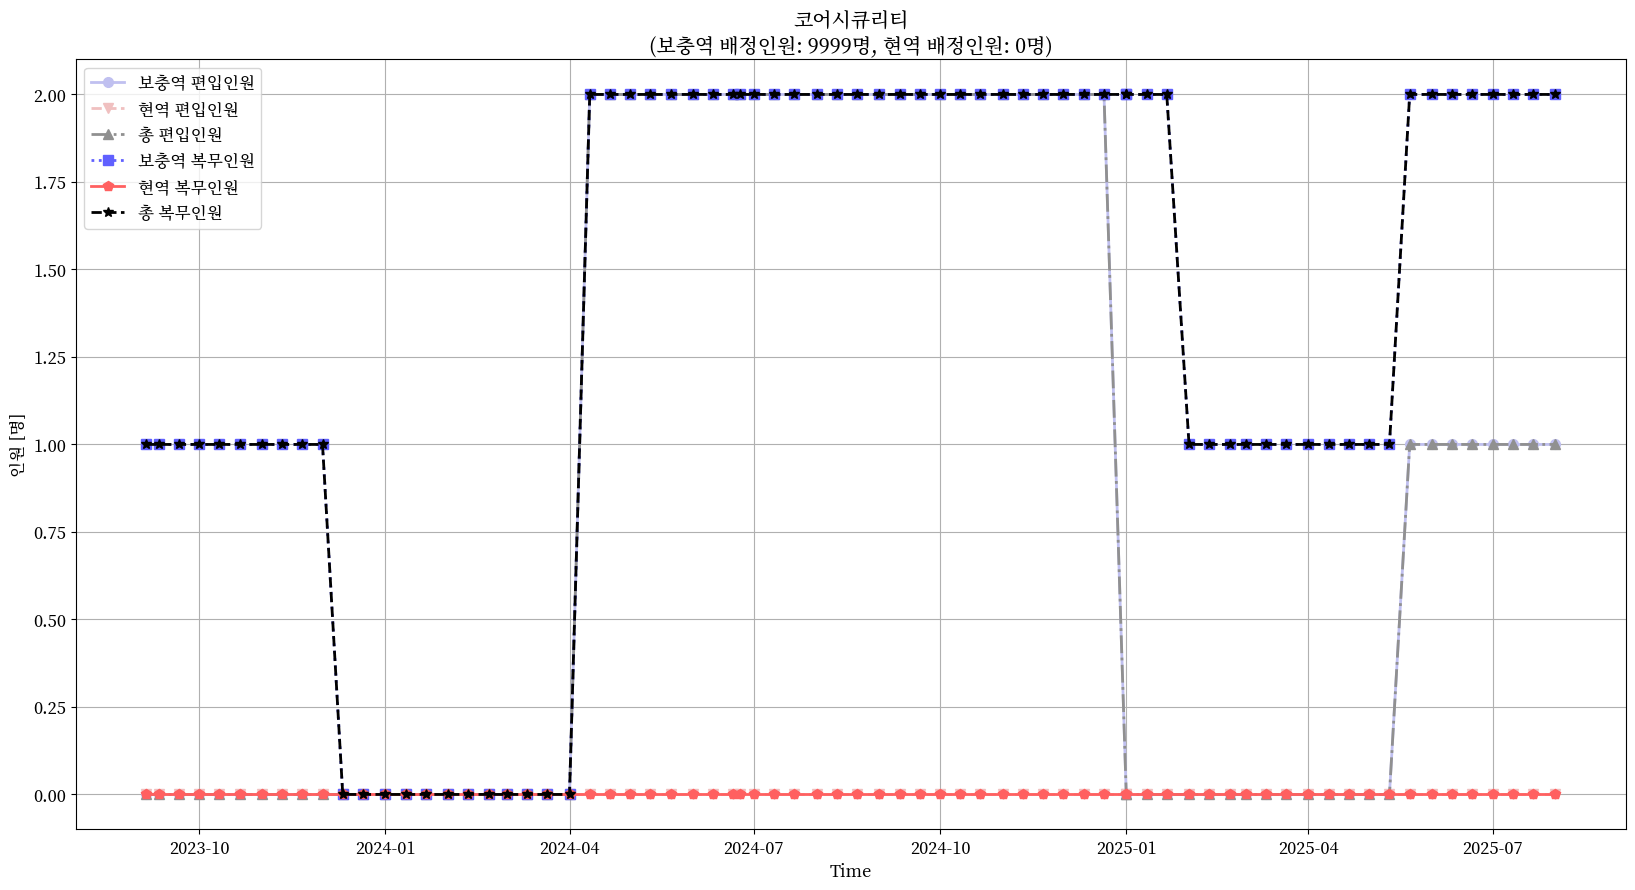 코어시큐리티
(보충역 배정인원: 9999명, 현역 배정인원: 0명)
보충역 편입인원
현역 편입인원
총 편입인원
보충역 복무인원
현역 복무인원
총 복무인원
2.00
1.75
1.50
1.25
1.00
0.75
0.50
0.25
0.00
인원 [명]
2023-10
2024-01
2024-04
2024-07
2024-10
2025-01
2025-04
2025-07
Time